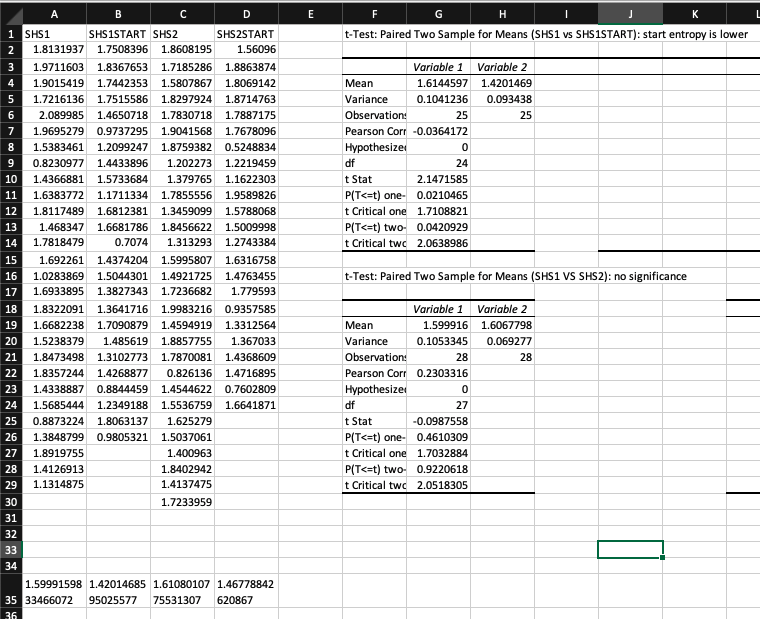 A B C D E F G H I J K L
1 SHS1 SHS1START SHS2 SHS2START t-Test: Paired Two Sample for Means (SHS1 vs SHS1START): start entropy is lower
2 1.8131937 1.7508396 1.8608195 1.56096
3 1.9711603 1.8367653 1.7185286 1.8863874 Variable 1 Variable 2
4 1.9015419 1.7442353 1.5807867 1.8069142 Mean 1.6144597 1.4201469
5 1.7216136 1.7515586 1.8297924 1.8714763 Variance 0.1041236 0.093438
6 2.089985 1.4650718 1.7830718 1.7887175 Observations 25 25
7 1.9695279 0.9737295 1.9041568 1.7678096 Pearson Corr -0.0364172
8 1.5383461 1.2099247 1.8759382 0.5248834 Hypothesized 0
9 0.8230977 1.4433896 1.202273 1.2219459 df 24
10 1.4366881 1.5733684 1.379765 1.1622303 t Stat 2.1471585
11 1.6383772 1.1711334 1.7855556 1.9589826 P(T<=t) one- 0.0210465
12 1.8117489 1.6812381 1.3459099 1.5788068 t Critical one 1.7108821
13 1.468347 1.6681786 1.8456622 1.5009998 P(T<=t) two- 0.0420929
14 1.7818479 0.7074 1.313293 1.2743384 t Critical two 2.0638986
15 1.692261 1.4374204 1.5995807 1.6316758
16 1.0283869 1.5044301 1.4921725 1.4763455 t-Test: Paired Two Sample for Means (SHS1 VS SHS2): no significance
17 1.6933895 1.3827343 1.7236682 1.779593
18 1.8322091 1.3641716 1.9983216 0.9357585 Variable 1 Variable 2
19 1.6682238 1.7090879 1.4594919 1.3312564 Mean 1.599916 1.6067798
20 1.5238379 1.485619 1.8857755 1.367033 Variance 0.1053345 0.069277
21 1.8473498 1.3102773 1.7870081 1.4368609 Observations 28 28
22 1.8357244 1.4268877 0.826136 1.4716895 Pearson Corr 0.2303316
23 1.4338887 0.8844459 1.4544622 0.7602809 Hypothesized 0
24 1.5685444 1.2349188 1.5536759 1.6641871 df 27
25 0.8873224 1.8063137 1.625279 t Stat -0.0987558
26 1.3848799 0.9805321 1.5037061 P(T<=t) one- 0.4610309
27 1.8919755 1.400963 t Critical one 1.7032884
28 1.4126913 1.8402942 P(T<=t) two- 0.9220618
29 1.1314875 1.4137475 t Critical two 2.0518305
30 1.7233959
31
32
33
34
1.59991598 1.42014685 1.61080107 1.46778842
35 33466072 95025577 75531307 620867
36